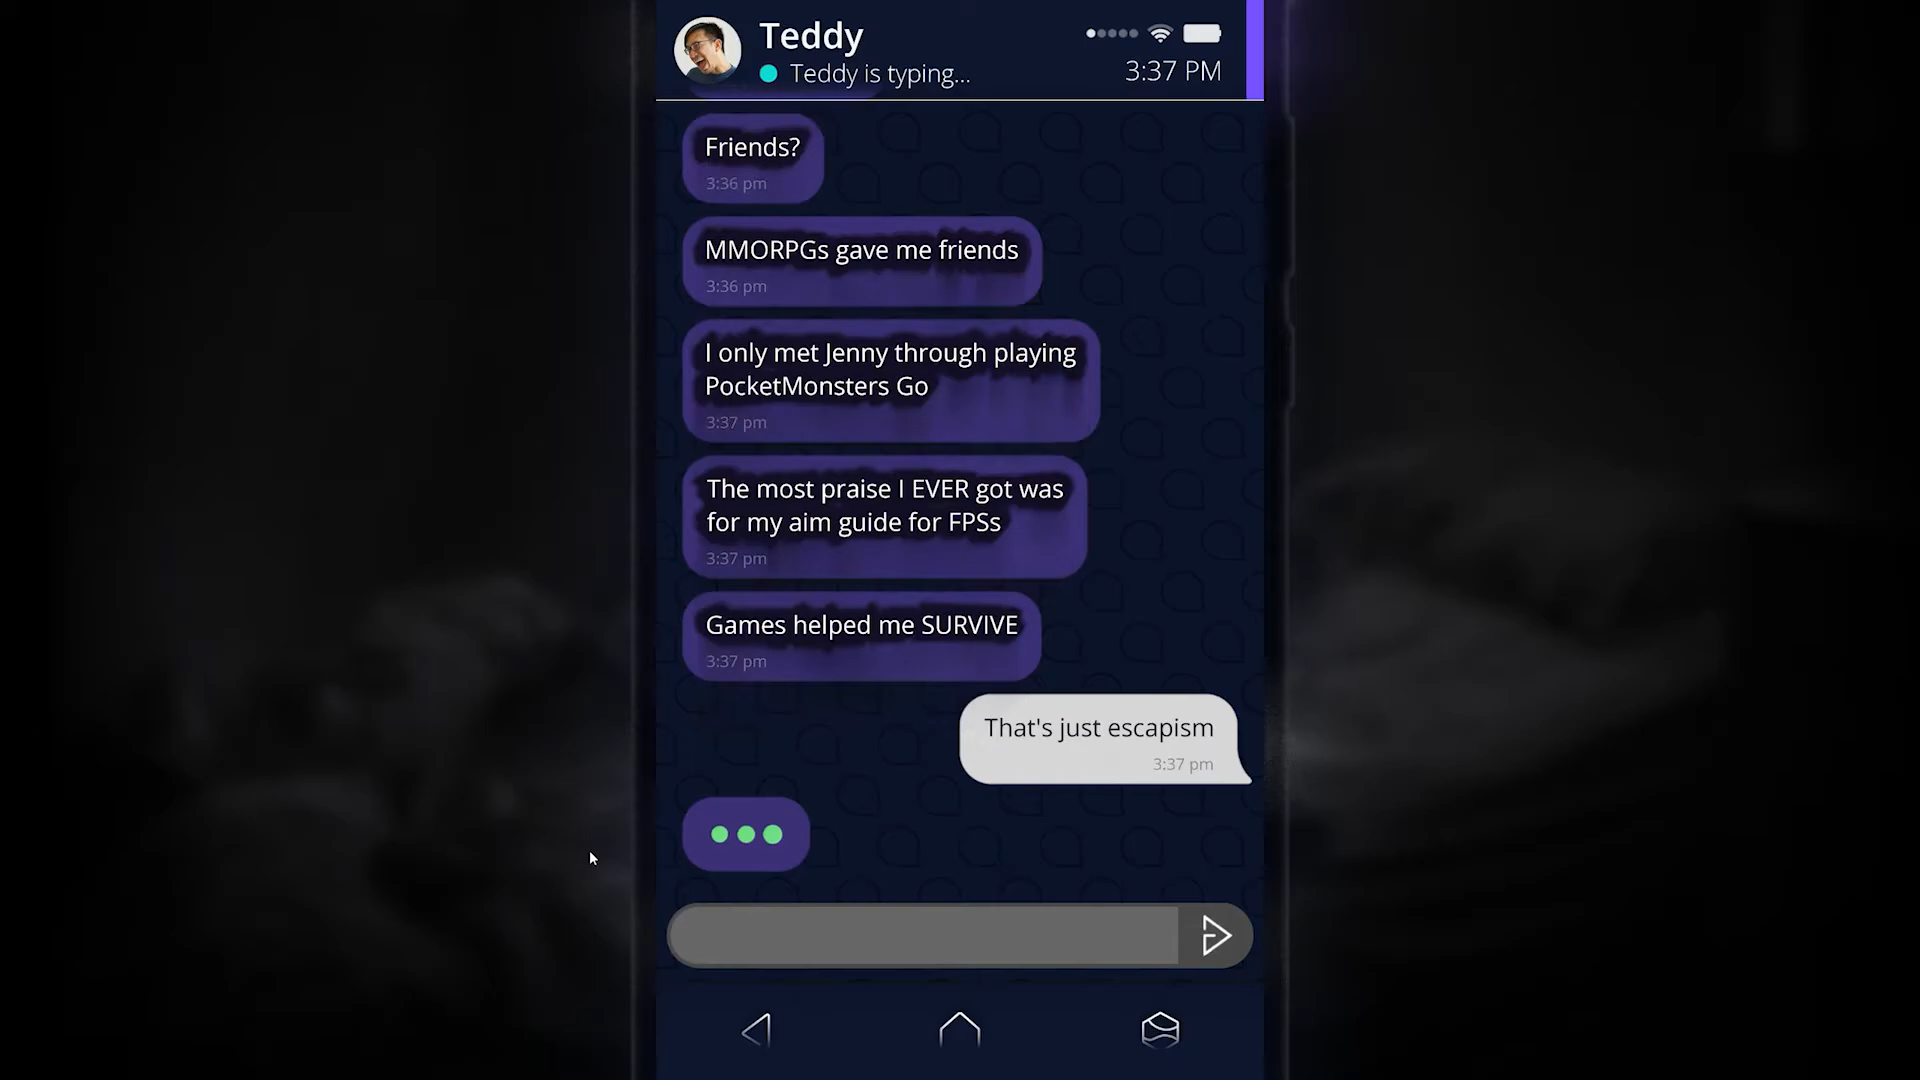 Teddy
Teddy is typing...
3:37 PM
Friends?
3:36 pm
MMORPGs gave me friends
3:36 pm
I only met Jenny through playing
PocketMonsters Go
3:37 pm
The most praise I EVER got was
for my aim guide for FPSs
3:37 pm
Games helped me SURVIVE
3:37 pm
That's just escapism
3:37 pm